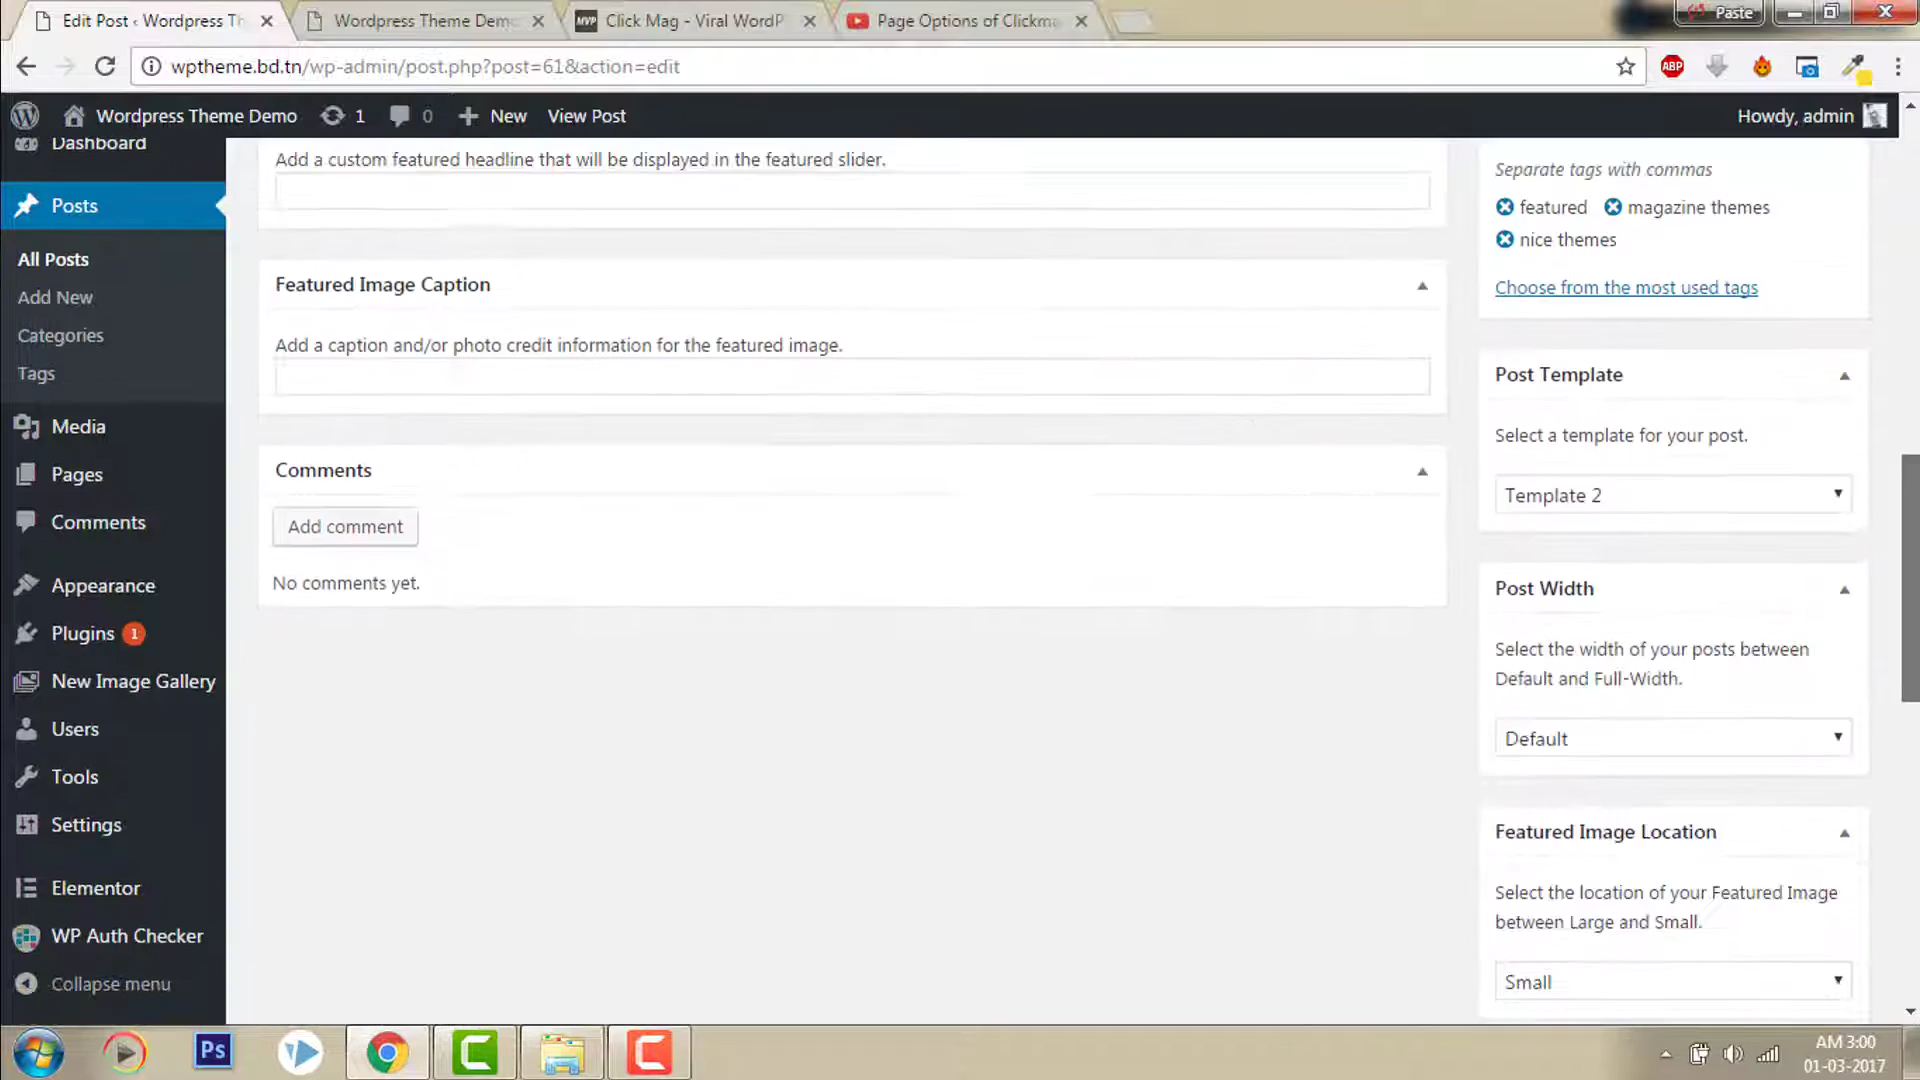 Edit Post ‹ Wordpress Th
Wordpress Theme Demo
MVP Click Mag - Viral WordP
Page Options of Clickma
Paste
wptheme.bd.tn/wp-admin/post.php?post=61&action=edit
ABP
Wordpress Theme Demo
1
0
New
View Post
Howdy, admin
Dashboard
Posts
All Posts
Add New
Categories
Tags
Media
Pages
Comments
Appearance
Plugins 1
New Image Gallery
Users
Tools
Settings
Elementor
WP Auth Checker
Collapse menu
Add a custom featured headline that will be displayed in the featured slider.
Featured Image Caption
Add a caption and/or photo credit information for the featured image.
Comments
Add comment
No comments yet.
Separate tags with commas
featured
magazine themes
nice themes
Choose from the most used tags
Post Template
Select a template for your post.
Template 2
Post Width
Select the width of your posts between
Default and Full-Width.
Default
Featured Image Location
Select the location of your Featured Image
between Large and Small.
Small
Ps
AM 3:00
01-03-2017